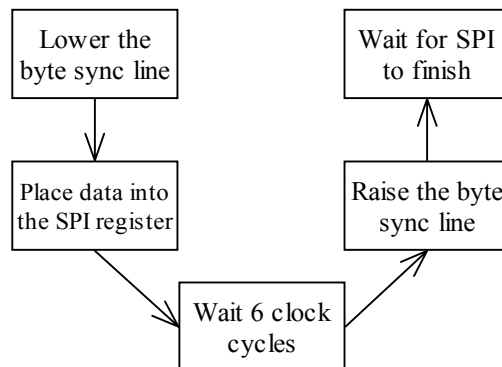 Lower the
byte sync line
Place data into
the SPI register
Wait 6 clock
cycles
Raise the byte
sync line
Wait for SPI
to finish